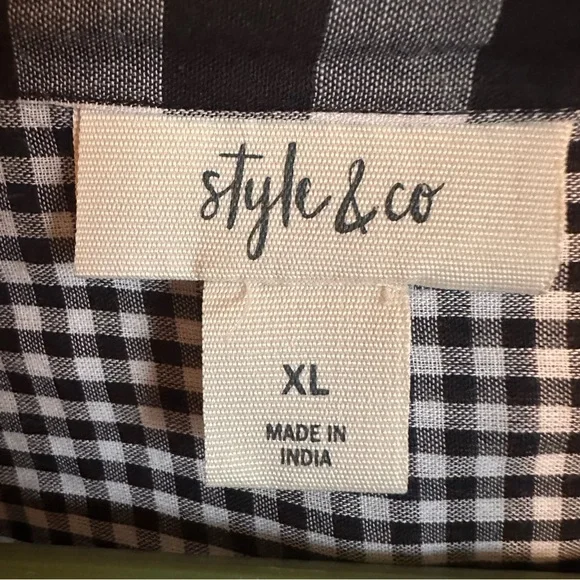 style & co
XL
MADE IN
INDIA